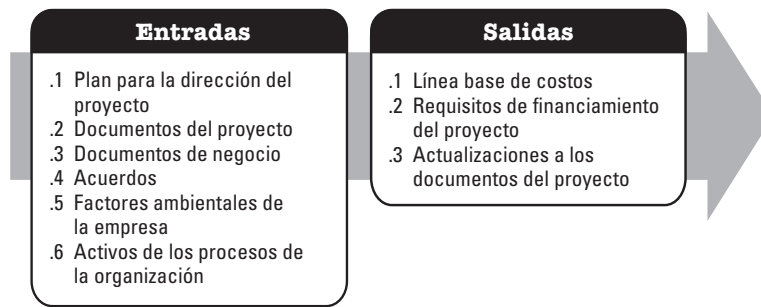 Entradas
.1 Plan para la dirección del
proyecto
.2 Documentos del proyecto
.3 Documentos de negocio
.4 Acuerdos
.5 Factores ambientales de
la empresa
.6 Activos de los procesos de
la organización
Salidas
.1 Línea base de costos
.2 Requisitos de financiamiento
del proyecto
.3 Actualizaciones a los
documentos del proyecto